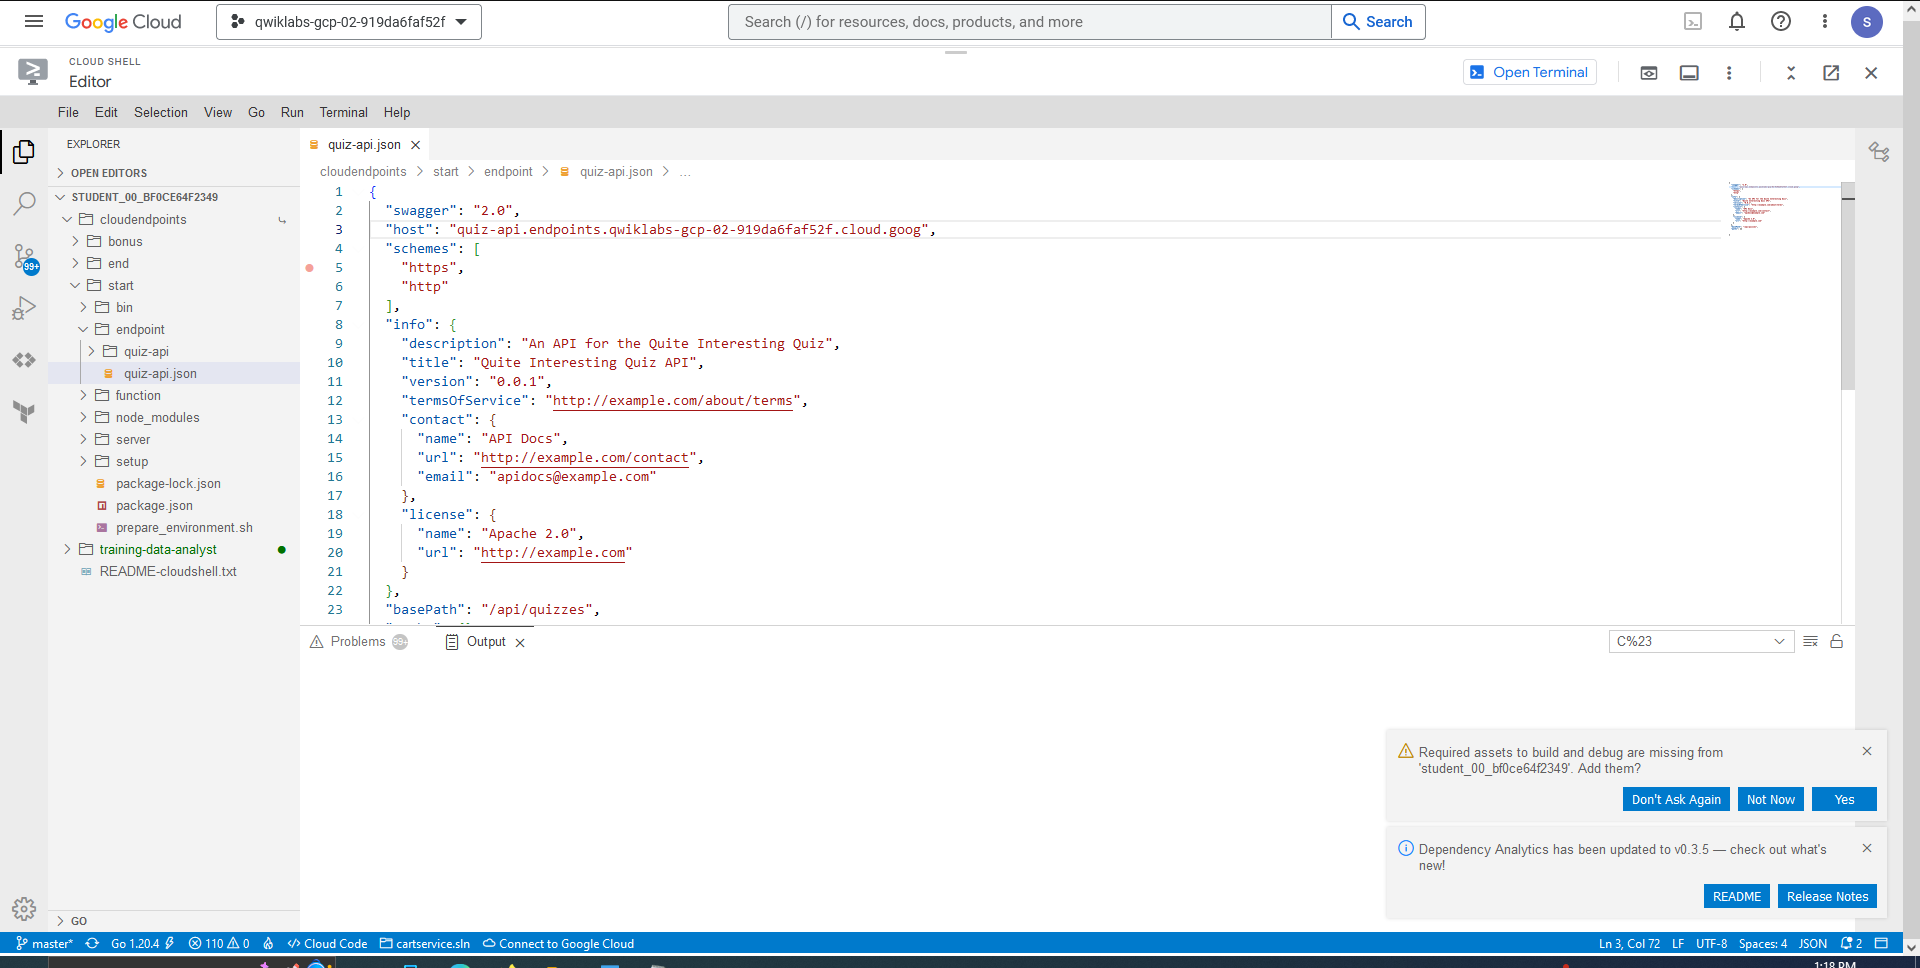 Google Cloud
qwiklabs-gcp-02-919da6faf52f
Search (/) for resources, docs, products, and more
Search
S
CLOUD SHELL
Editor
Open Terminal
File Edit Selection View Go Run Terminal Help
EXPLORER
OPEN EDITORS
STUDENT_00_BF0CE64F2349
cloudendpoints
bonus
end
start
bin
endpoint
quiz-api
quiz-api.json
function
node_modules
server
setup
package-lock.json
package.json
prepare_environment.sh
training-data-analyst
README-cloudshell.txt
GO
99+
quiz-api.json
cloudendpoints > start > endpoint > quiz-api.json > ...
1 {
2 "swagger": "2.0",
3 "host": "quiz-api.endpoints.qwiklabs-gcp-02-919da6faf52f.cloud.goog",
4 "schemes": [
5 "https",
6 "http"
7 ],
8 "info": {
9 "description": "An API for the Quite Interesting Quiz",
10 "title": "Quite Interesting Quiz API",
11 "version": "0.0.1",
12 "termsOfService": "http://example.com/about/terms",
13 "contact": {
14 "name": "API Docs",
15 "url": "http://example.com/contact",
16 "email": "apidocs@example.com"
17 },
18 "license": {
19 "name": "Apache 2.0",
20 "url": "http://example.com"
21 }
22 },
23 "basePath": "/api/quizzes",
Problems 99+ Output
C%23
Required assets to build and debug are missing from
'student_00_bf0ce64f2349'. Add them?
Don't Ask Again Not Now Yes
Dependency Analytics has been updated to v0.3.5 — check out what's
new!
README Release Notes
master* Go 1.20.4 110 0 Cloud Code cartservice.sln Connect to Google Cloud
Ln 3, Col 72 LF UTF-8 Spaces: 4 JSON 2
1:18 PM